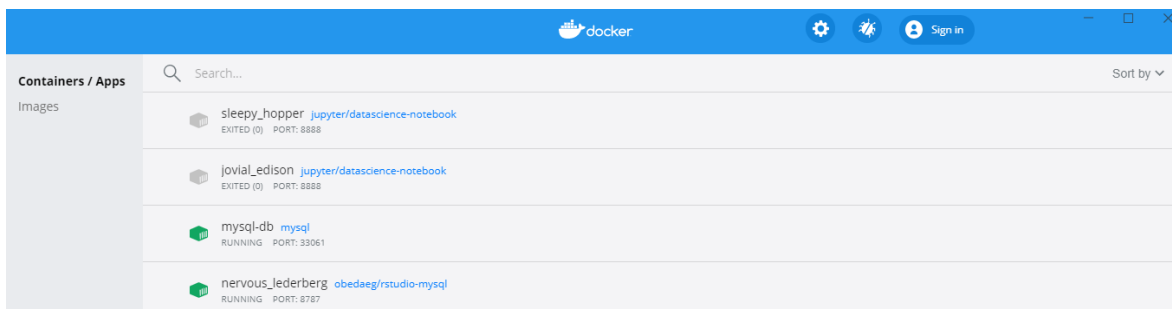 docker
Sign in
Containers / Apps
Images
Search...
Sort by
sleepy_hopper jupyter/datascience-notebook
EXITED (0) PORT: 8888
jovial_edison jupyter/datascience-notebook
EXITED (0) PORT: 8888
mysql-db mysql
RUNNING PORT: 33061
nervous_lederberg obedaeg/rstudio-mysql
RUNNING PORT: 8787